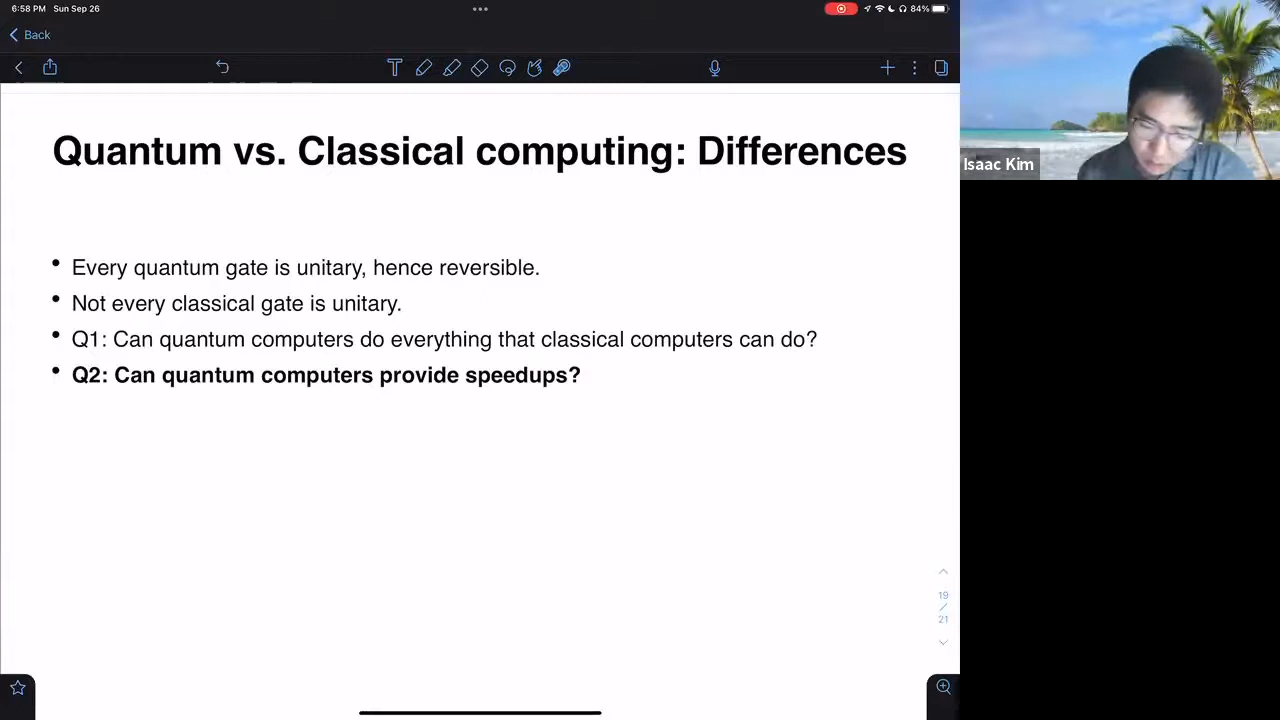 6:58 PM Sun Sep 26
84%
Back
Quantum vs. Classical computing: Differences
• Every quantum gate is unitary, hence reversible.
• Not every classical gate is unitary.
• Q1: Can quantum computers do everything that classical computers can do?
• Q2: Can quantum computers provide speedups?
19
/
21
Isaac Kim